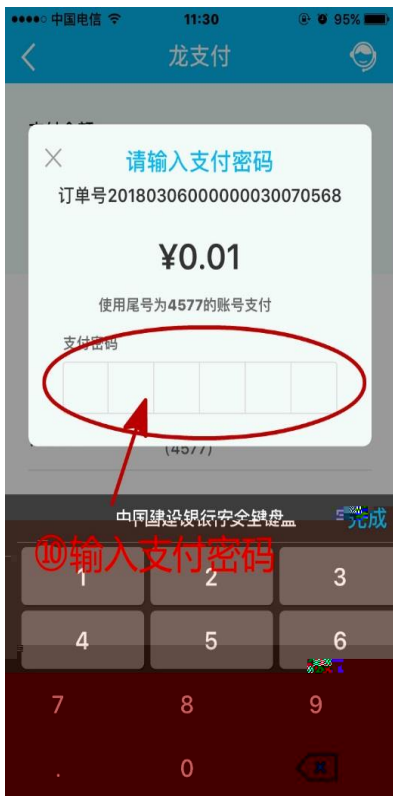 中国电信 11:30 95%
龙支付
请输入支付密码
订单号20180306000000030070568
¥0.01
使用尾号为4577的账号支付
支付密码
(4577)
中国建设银行安全键盘 完成
⑩输入支付密码
1 2 3
4 5 6
7 8 9
. 0